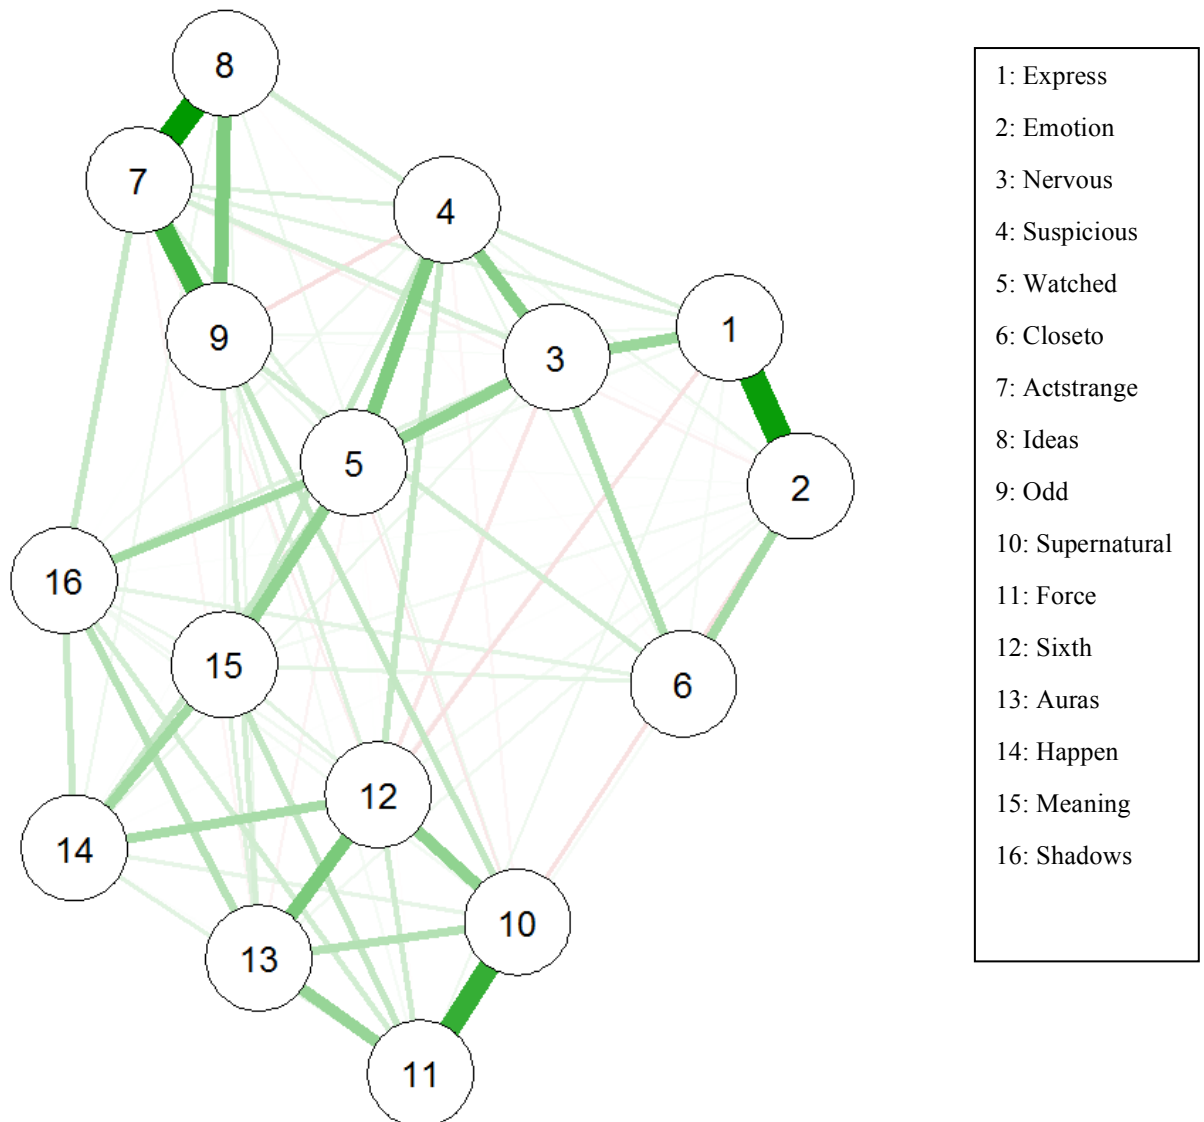 8
7
4
9
3
1
5
2
16
15
6
12
14
10
13
11
1: Express
2: Emotion
3: Nervous
4: Suspicious
5: Watched
6: Closeto
7: Actstrange
8: Ideas
9: Odd
10: Supernatural
11: Force
12: Sixth
13: Auras
14: Happen
15: Meaning
16: Shadows